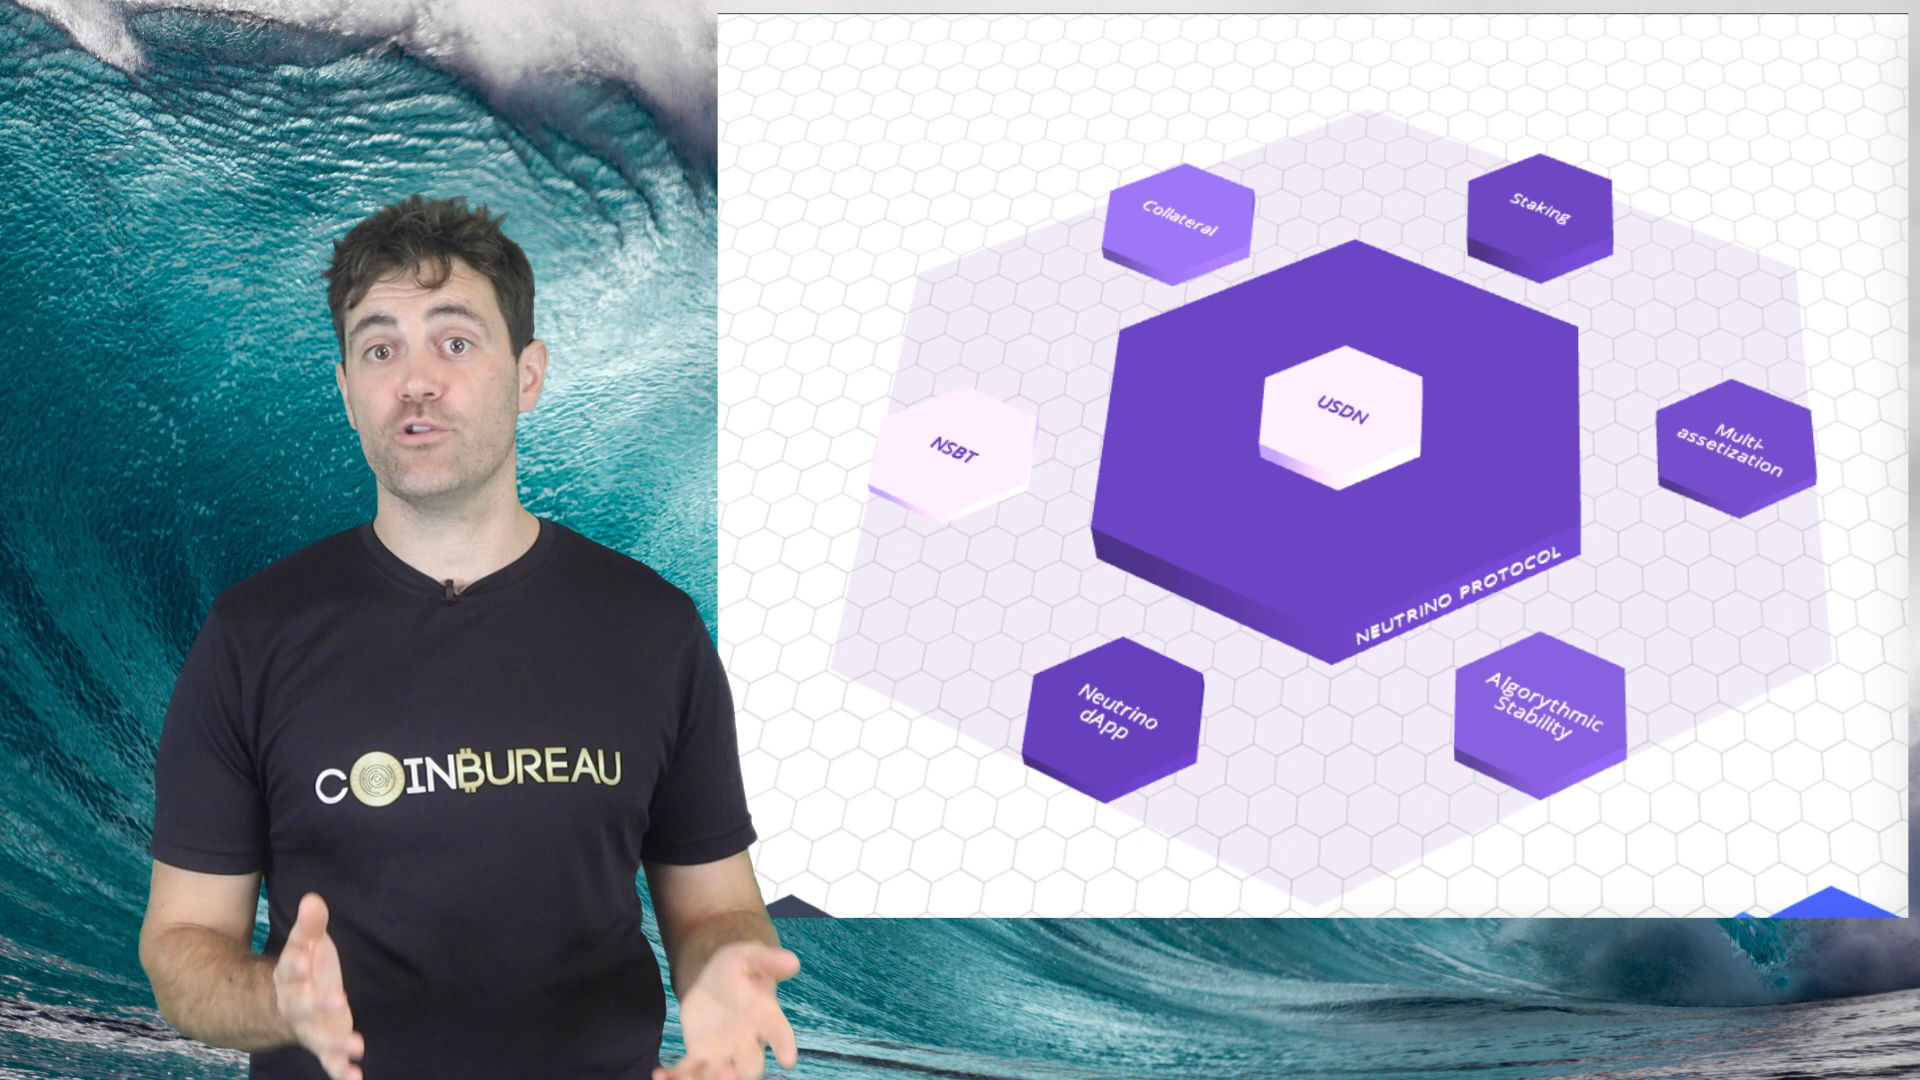 COINBUREAU
Collateral
Staking
USDN
NSBT
Multi-
assetization
NEUTRINO PROTOCOL
Neutrino
dApp
Algorythmic
Stability